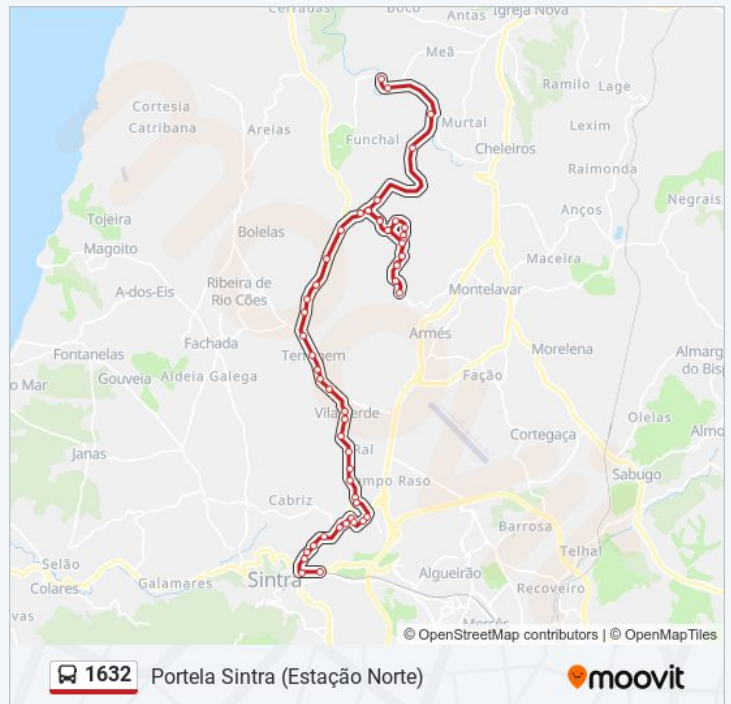 Cerradas
Boco
Antas
Igreja Nova
Meã
Ramilo
Lage
Cortesia
Catribana
Areias
Murtal
Lexim
Funchal
Cheleiros
Raimonda
Negrais
Anços
Tojeira
Bolelas
Magoito
Maceira
A-dos-Eis
Ribeira de
Rio Cões
Montelavar
Armés
Fachada
Morelena
Fontanelas
Almarg
do Bisp
o Mar
Gouveia
Aldeia Galega
Fação
Vila Verde
Olelas
Ral
Cortegaça
Almo
Janas
Sabugo
Campo Raso
Cabriz
Barrosa
Telhal
Selão
Colares
Galamares
Sintra
Algueirão
Recoveiro
vas
Mercês
© OpenStreetMap contributors | © OpenMapTiles
1632 Portela Sintra (Estação Norte)
moovit